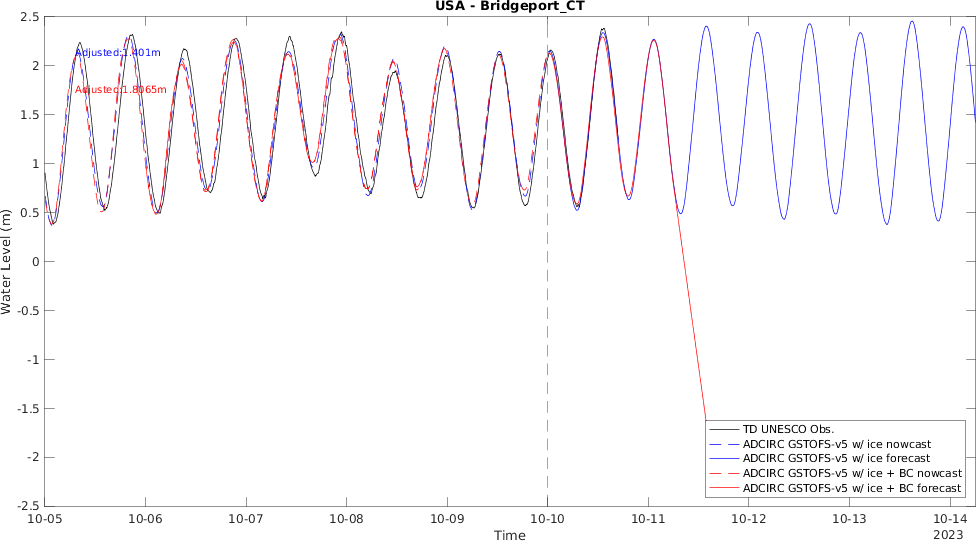 USA - Bridgeport_CT
2.5
2
1.5
1
0.5
0
-0.5
-1
-1.5
-2
-2.5
Water Level (m)
Adjusted:1.401m
Adjusted:1.8065m
TD UNESCO Obs.
ADCIRC GSTOFS-v5 w/ ice nowcast
ADCIRC GSTOFS-v5 w/ ice forecast
ADCIRC GSTOFS-v5 w/ ice + BC nowcast
ADCIRC GSTOFS-v5 w/ ice + BC forecast
10-05 10-06 10-07 10-08 10-09 10-10 10-11 10-12 10-13 10-14
Time 2023